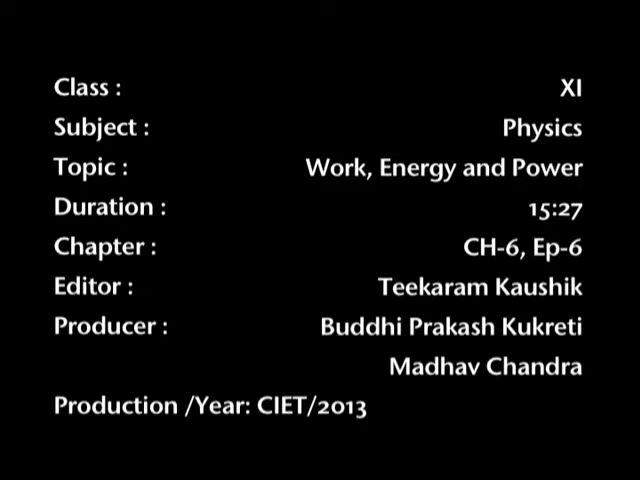 Class : XI
Subject : Physics
Topic : Work, Energy and Power
Duration : 15:27
Chapter : CH-6, Ep-6
Editor : Teekaram Kaushik
Producer : Buddhi Prakash Kukreti
Madhav Chandra
Production /Year: CIET/2013